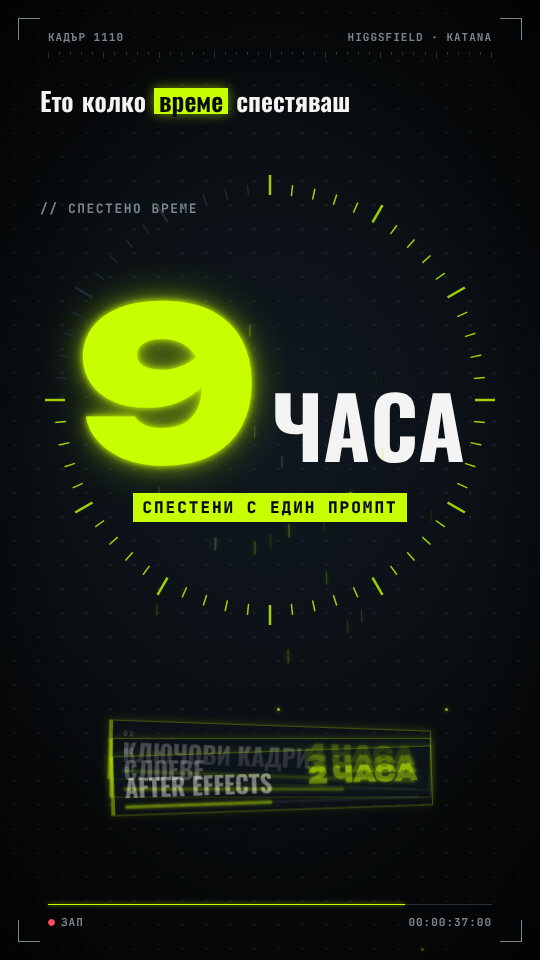 КАДЪР 1110
HIGGSFIELD · KATANA
Ето колко време спестяваш
// СПЕСТЕНО ВРЕМЕ
9 ЧАСА
СПЕСТЕНИ С ЕДИН ПРОМПТ
КЛЮЧОВИ КАДРИ
СЛОЕВЕ
AFTER EFFECTS
2 ЧАСА
ЗАП
00:00:37:00